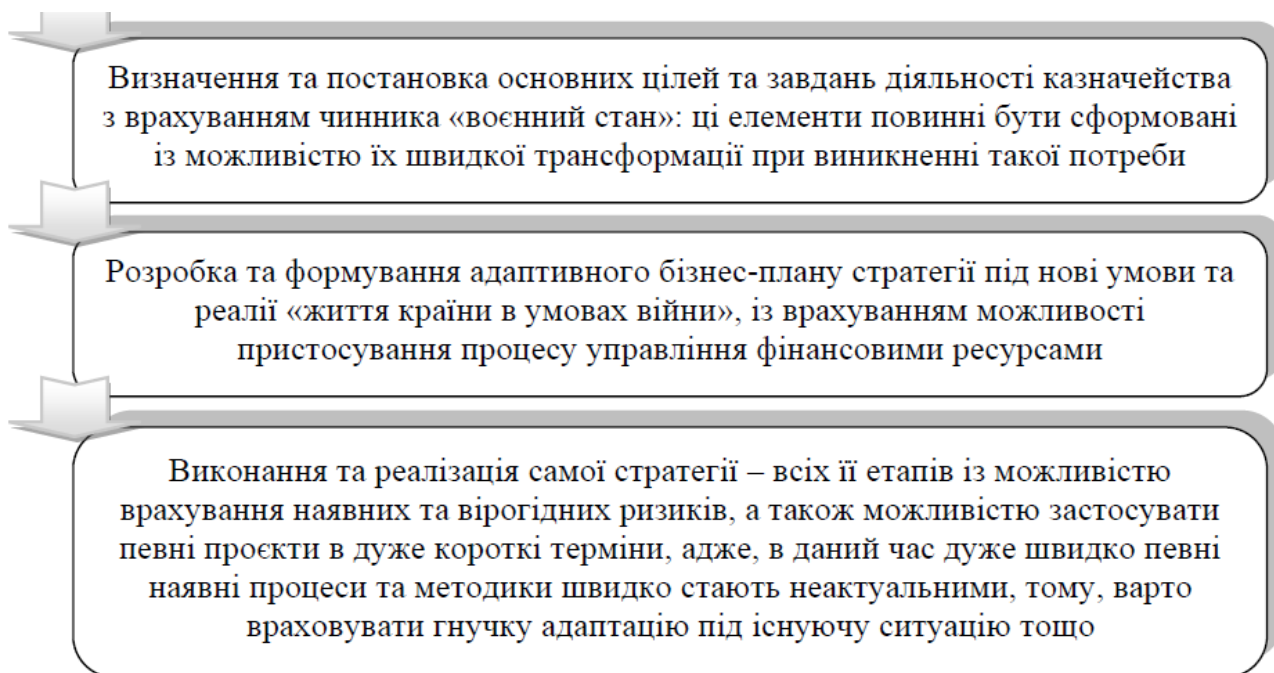 Визначення та постановка основних цілей та завдань діяльності казначейства
з врахуванням чинника «воєнний стан»: ці елементи повинні бути сформовані
із можливістю їх швидкої трансформації при виникненні такої потреби
Розробка та формування адаптивного бізнес-плану стратегії під нові умови та
реалії «життя країни в умовах війни», із врахуванням можливості
пристосування процесу управління фінансовими ресурсами
Виконання та реалізація самої стратегії – всіх її етапів із можливістю
врахування наявних та вірогідних ризиків, а також можливістю застосувати
певні проєкти в дуже короткі терміни, адже, в даний час дуже швидко певні
наявні процеси та методики швидко стають неактуальними, тому, варто
враховувати гнучку адаптацію під існуючу ситуацію тощо